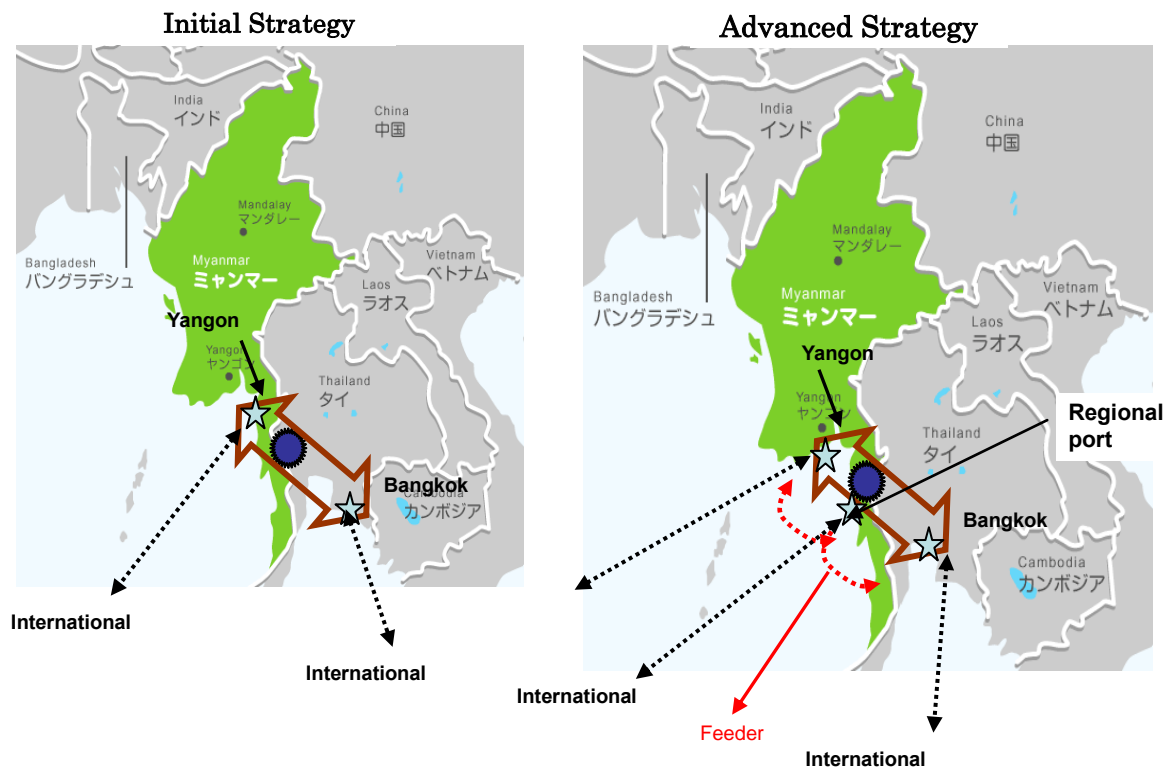 Initial Strategy
India
インド
China
中国
Mandalay
マンダレー
Bangladesh
バングラデシュ
Myanmar
ミャンマー
Vietnam
ベトナム
Laos
ラオス
Yangon
Yangon
ヤンゴン
Thailand
タイ
Bangkok
Cambodia
カンボジア
International
International
Advanced Strategy
India
インド
China
中国
Mandalay
マンダレー
Bangladesh
バングラデシュ
Myanmar
ミャンマー
Vietnam
ベトナム
Laos
ラオス
Yangon
Yangon
ヤンゴン
Regional
port
Thailand
タイ
Bangkok
Cambodia
カンボジア
International
Feeder
International